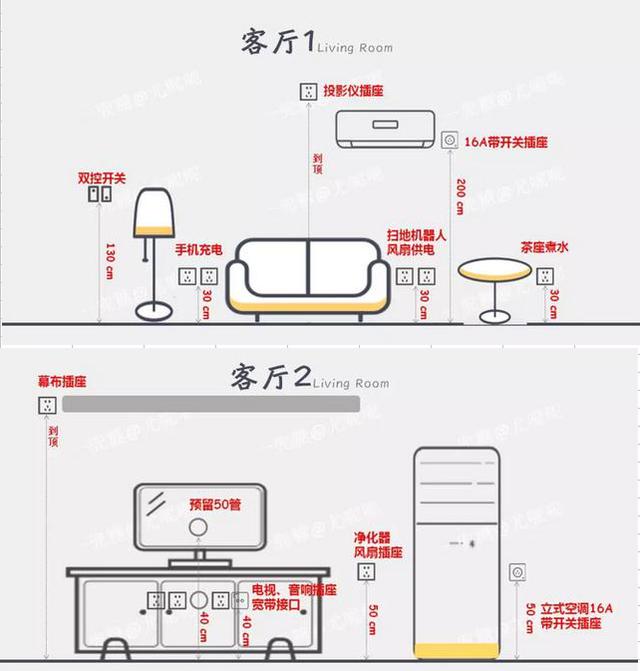 客厅1 Living Room
投影仪插座
16A带开关插座
到顶
双控开关
200 cm
130 cm
手机充电
扫地机器人
风扇供电
茶座煮水
30 cm
30 cm
30 cm
客厅2 Living Room
幕布插座
到顶
预留50管
净化器
风扇插座
电视、音响插座
宽带接口
40 cm
40 cm
50 cm
50 cm
立式空调16A
带开关插座